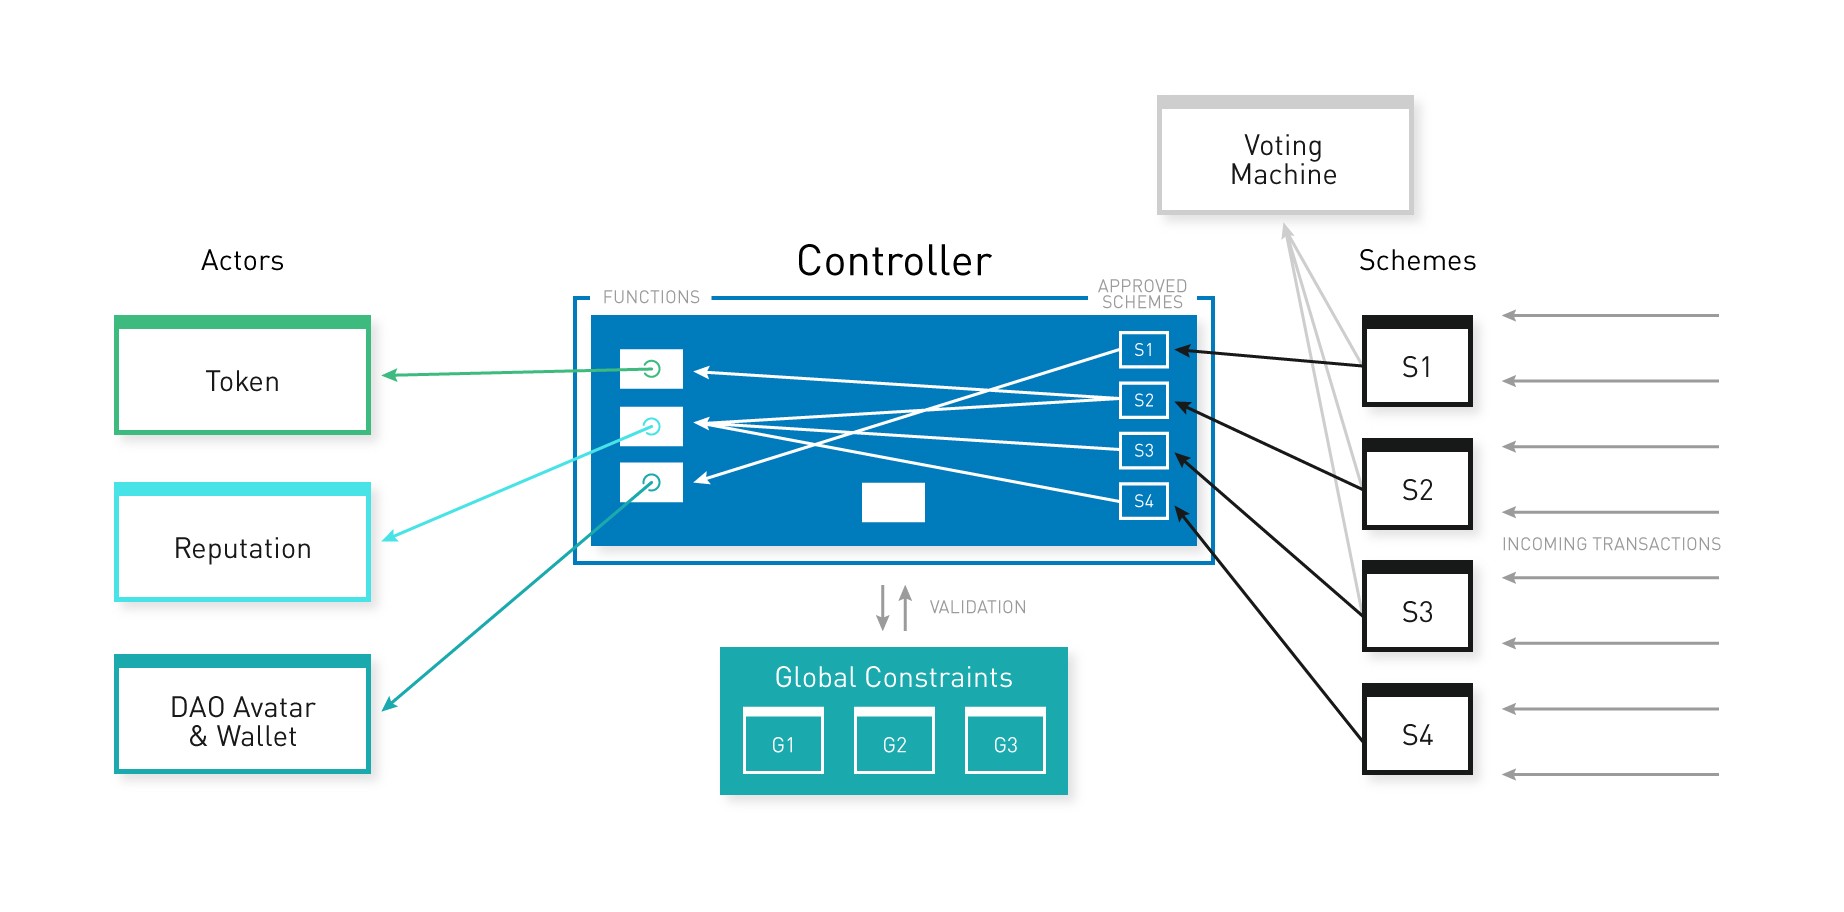 Voting
Machine
Actors
Controller
Schemes
FUNCTIONS
APPROVED
SCHEMES
Token
Reputation
DAO Avatar
& Wallet
S1
S2
S3
S4
S1
S2
S3
S4
INCOMING TRANSACTIONS
VALIDATION
Global Constraints
G1
G2
G3